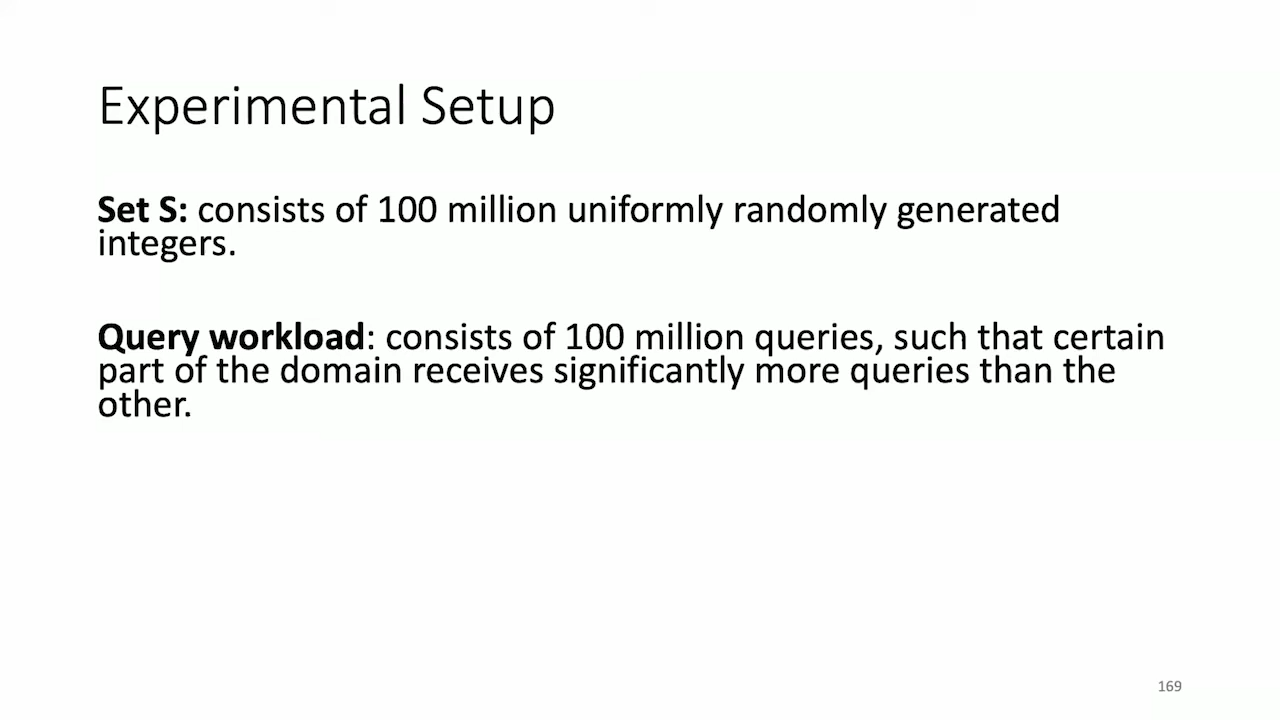 Experimental Setup
Set S: consists of 100 million uniformly randomly generated
integers.
Query workload: consists of 100 million queries, such that certain
part of the domain receives significantly more queries than the
other.
169